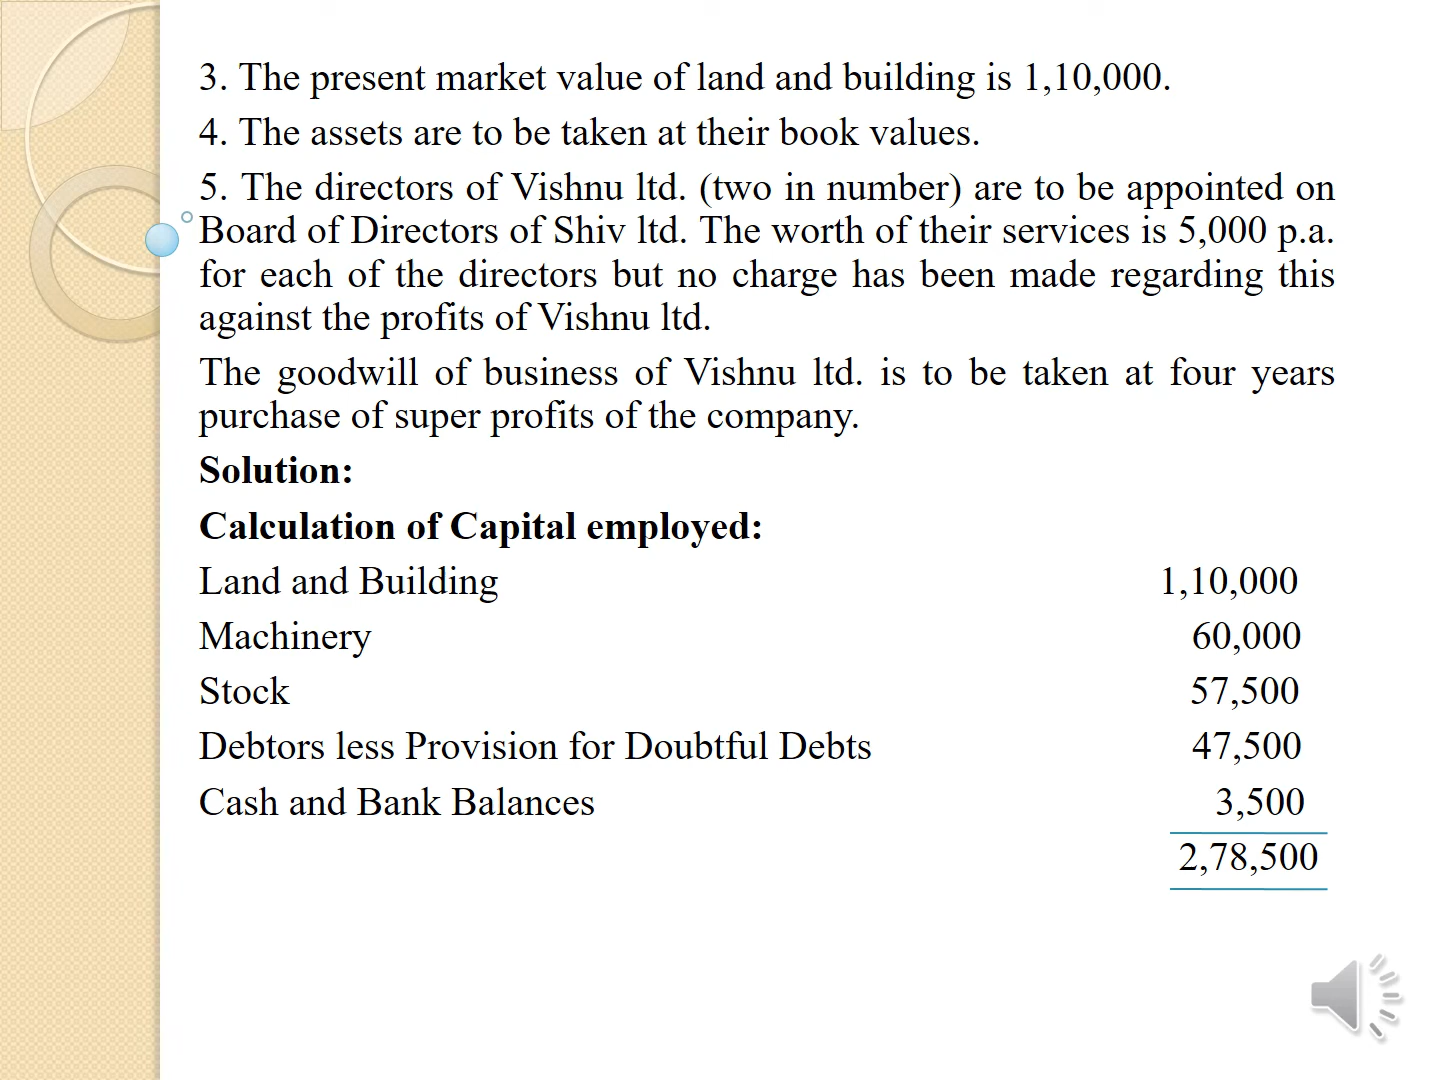 3. The present market value of land and building is 1,10,000.
4. The assets are to be taken at their book values.
5. The directors of Vishnu ltd. (two in number) are to be appointed on
Board of Directors of Shiv ltd. The worth of their services is 5,000 p.a.
for each of the directors but no charge has been made regarding this
against the profits of Vishnu ltd.
The goodwill of business of Vishnu ltd. is to be taken at four years
purchase of super profits of the company.
Solution:
Calculation of Capital employed:
Land and Building 1,10,000
Machinery 60,000
Stock 57,500
Debtors less Provision for Doubtful Debts 47,500
Cash and Bank Balances 3,500
2,78,500